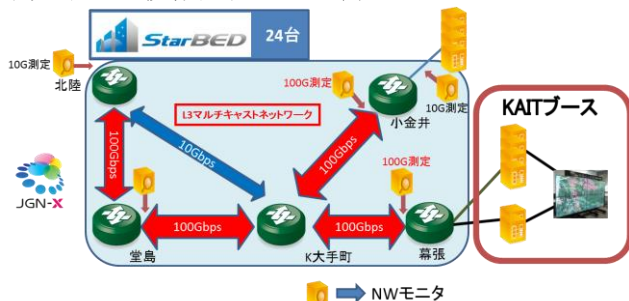 StarBED
24台
10G測定
北陸
100G測定
小金井
10G測定
L3マルチキャストネットワーク
100Gbps
10Gbps
100Gbps
100G測定
KAITブース
JGN-X
100Gbps
100Gbps
堂島
K大手町
幕張
NWモニタ